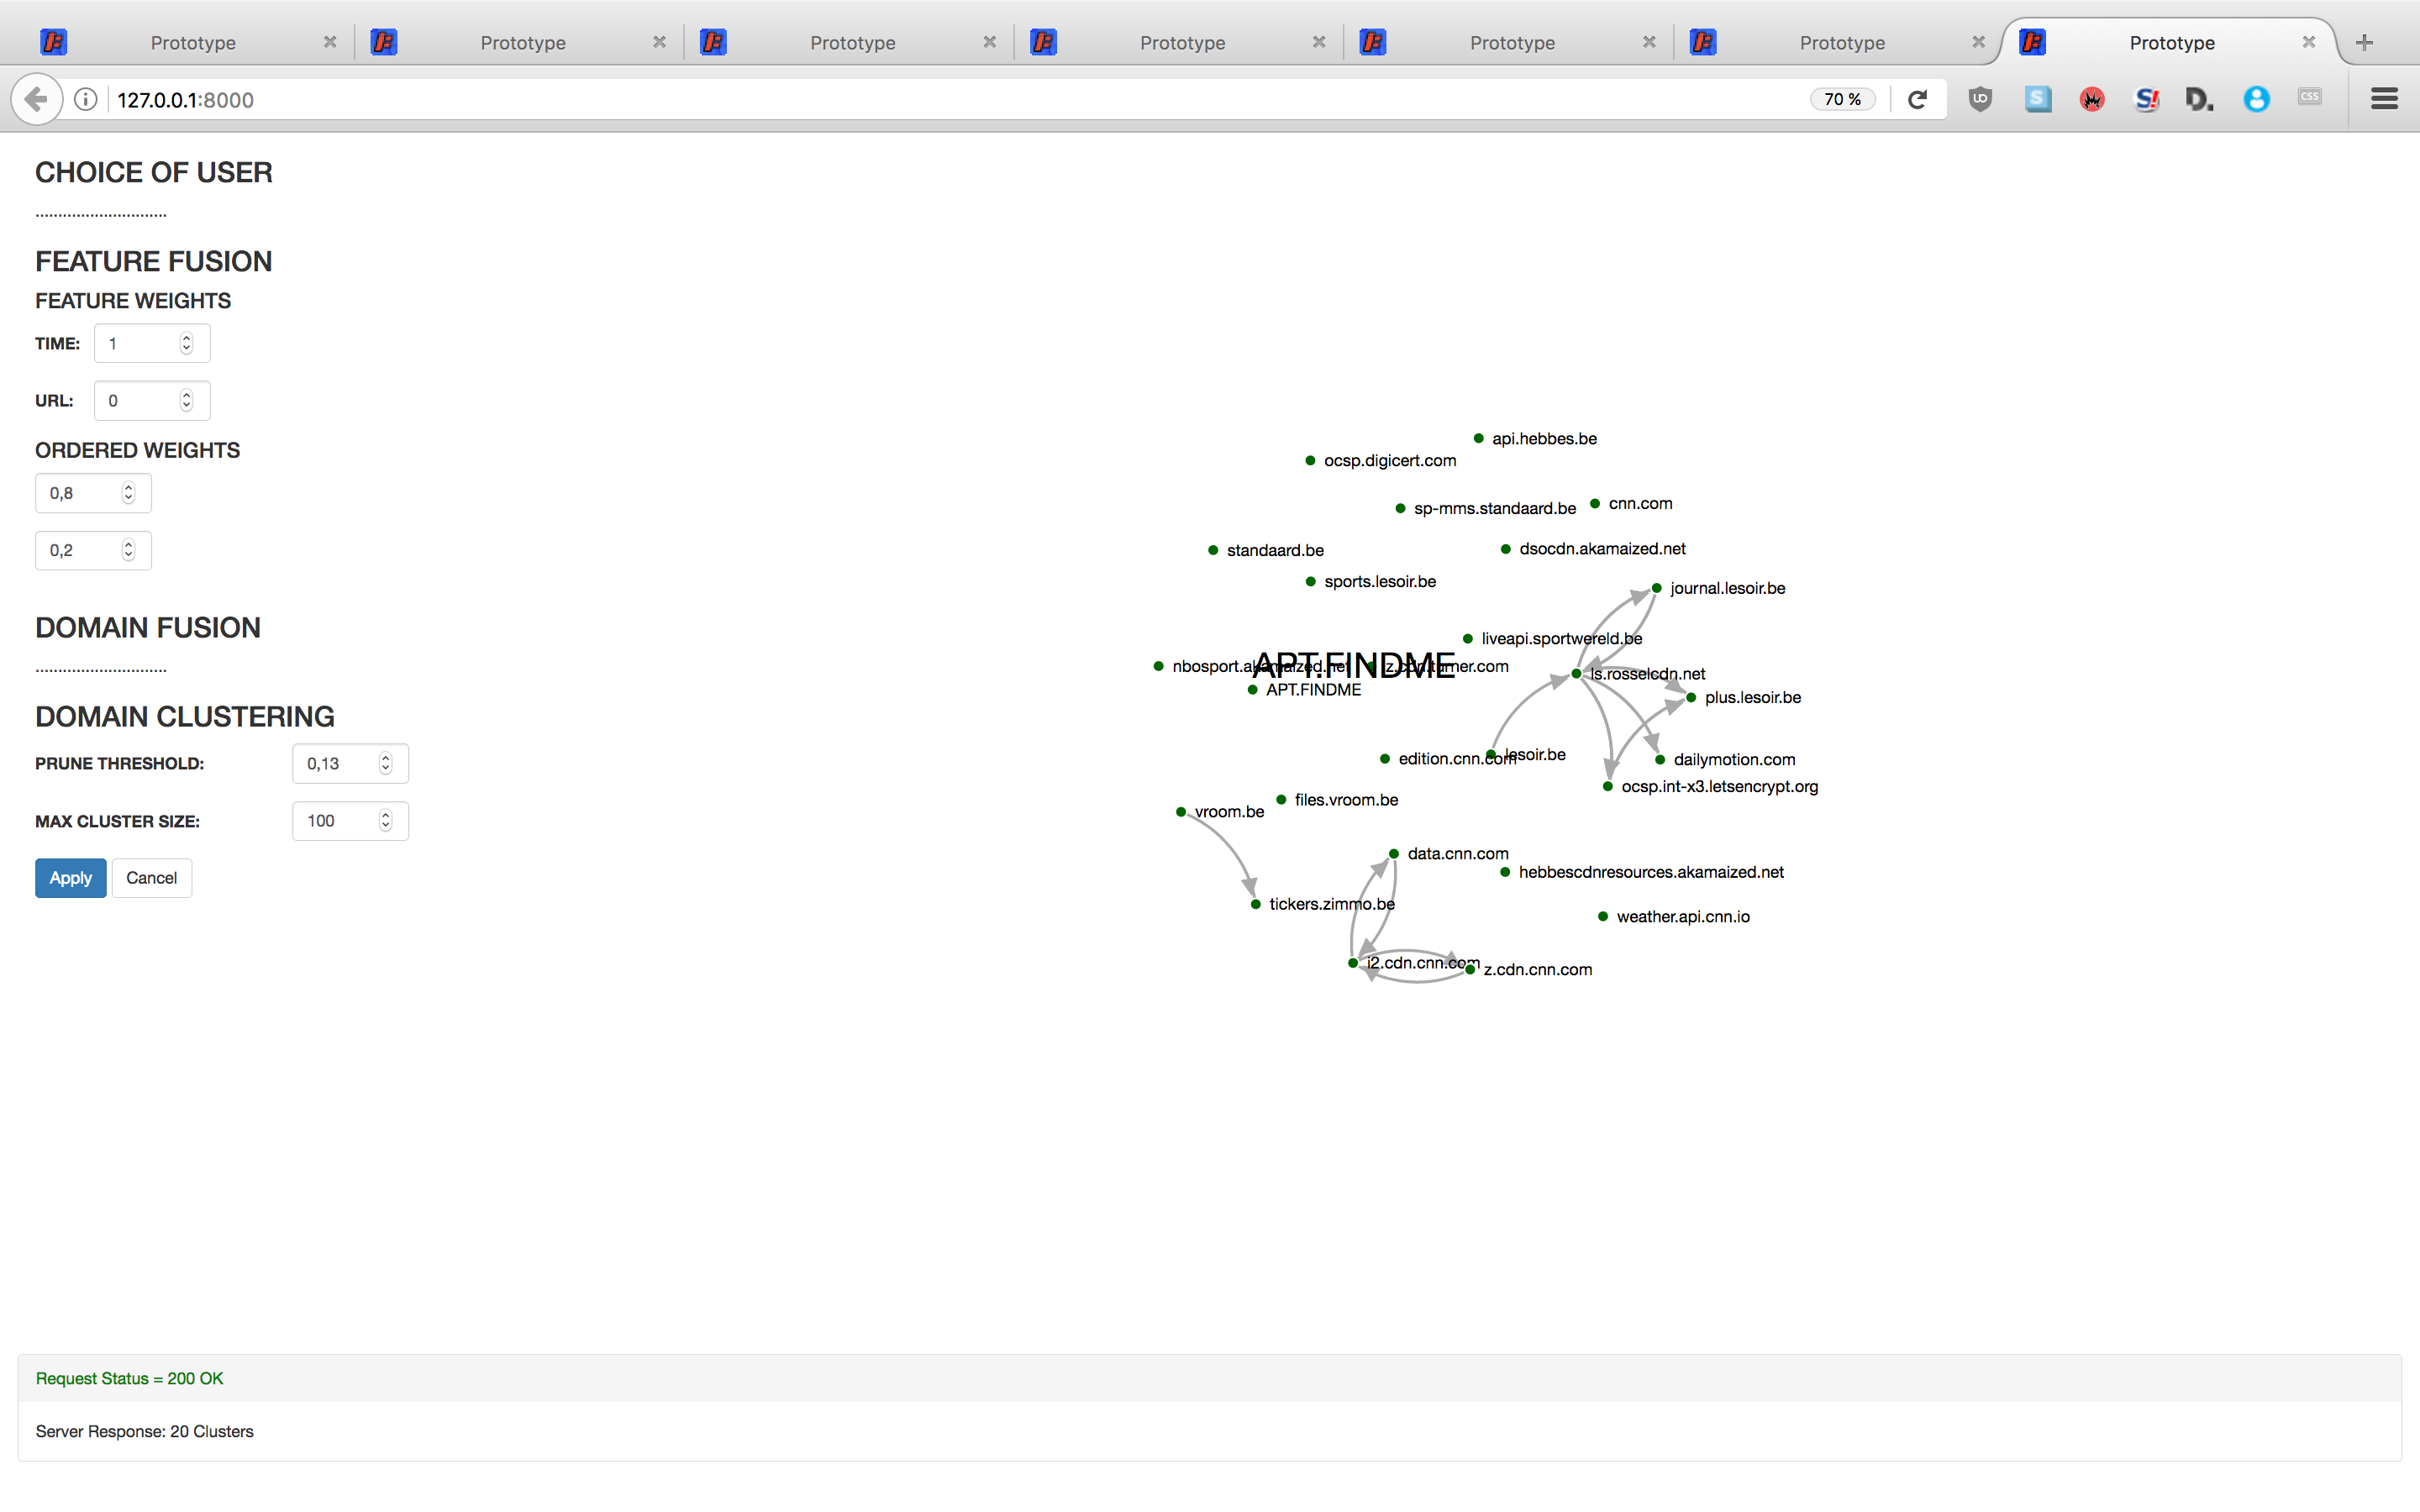 Prototype
Prototype
Prototype
Prototype
Prototype
Prototype
Prototype
127.0.0.1:8000
70 %
CSS
CHOICE OF USER
.............................
FEATURE FUSION
FEATURE WEIGHTS
TIME: 1
URL: 0
ORDERED WEIGHTS
0,8
0,2
DOMAIN FUSION
.............................
DOMAIN CLUSTERING
PRUNE THRESHOLD: 0,13
MAX CLUSTER SIZE: 100
Apply Cancel
api.hebbes.be
ocsp.digicert.com
cnn.com
sp-mms.standaard.be
dsocdn.akamaized.net
standaard.be
sports.lesoir.be
journal.lesoir.be
liveapi.sportwereld.be
nbosport.akamaized.net
APT.FINDME
z.cdn.turner.com
ls.rosselcdn.net
APT.FINDME
plus.lesoir.be
edition.cnn.com
lesoir.be
dailymotion.com
ocsp.int-x3.letsencrypt.org
files.vroom.be
vroom.be
data.cnn.com
hebbescdnresources.akamaized.net
tickers.zimmo.be
weather.api.cnn.io
i2.cdn.cnn.com
z.cdn.cnn.com
Request Status = 200 OK
Server Response: 20 Clusters